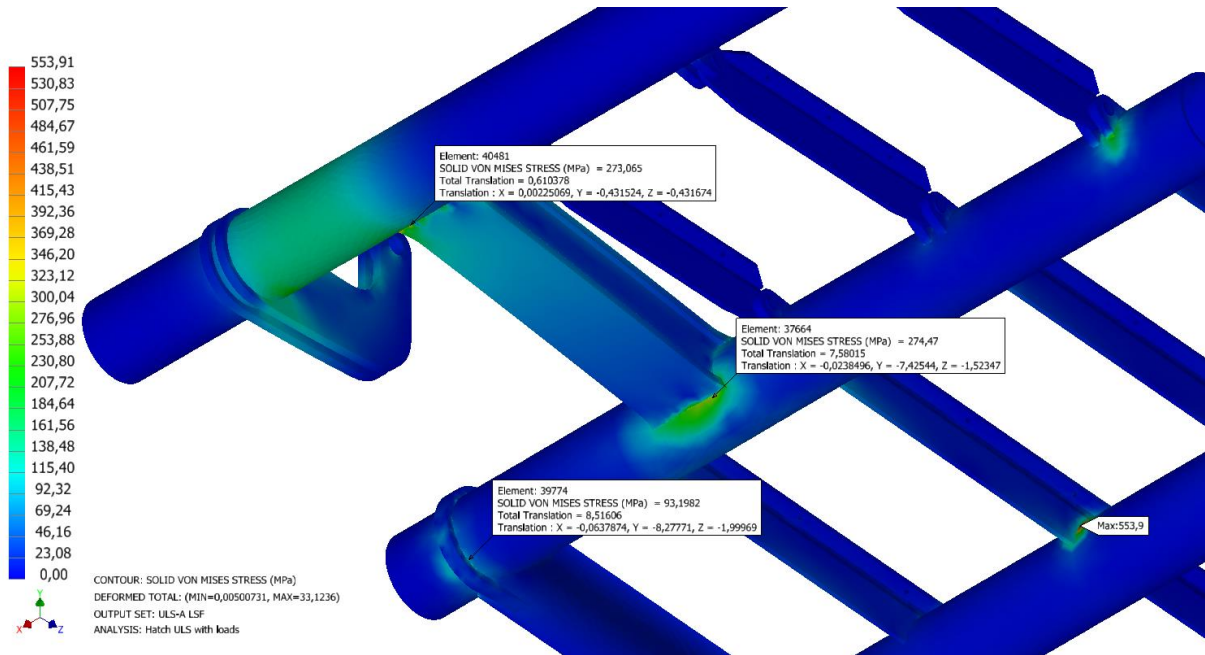 553,91
530,83
507,75
484,67
461,59
438,51
415,43
392,36
369,28
346,20
323,12
300,04
276,96
253,88
230,80
207,72
184,64
161,56
138,48
115,40
92,32
69,24
46,16
23,08
0,00
Element: 40481
SOLID VON MISES STRESS (MPa) = 273,065
Total Translation = 0,610378
Translation : X = 0,00225069, Y = -0,431524, Z = -0,431674
Element: 37664
SOLID VON MISES STRESS (MPa) = 274,47
Total Translation = 7,58015
Translation : X = -0,0238496, Y = -7,42544, Z = -1,52347
Element: 39774
SOLID VON MISES STRESS (MPa) = 93,1982
Total Translation = 8,51606
Translation : X = -0,0637874, Y = -8,27771, Z = -1,99969
Max:553,9
Y
X
Z
CONTOUR: SOLID VON MISES STRESS (MPa)
DEFORMED TOTAL: (MIN=0,00500731, MAX=33,1236)
OUTPUT SET: ULS-A LSF
ANALYSIS: Hatch ULS with loads